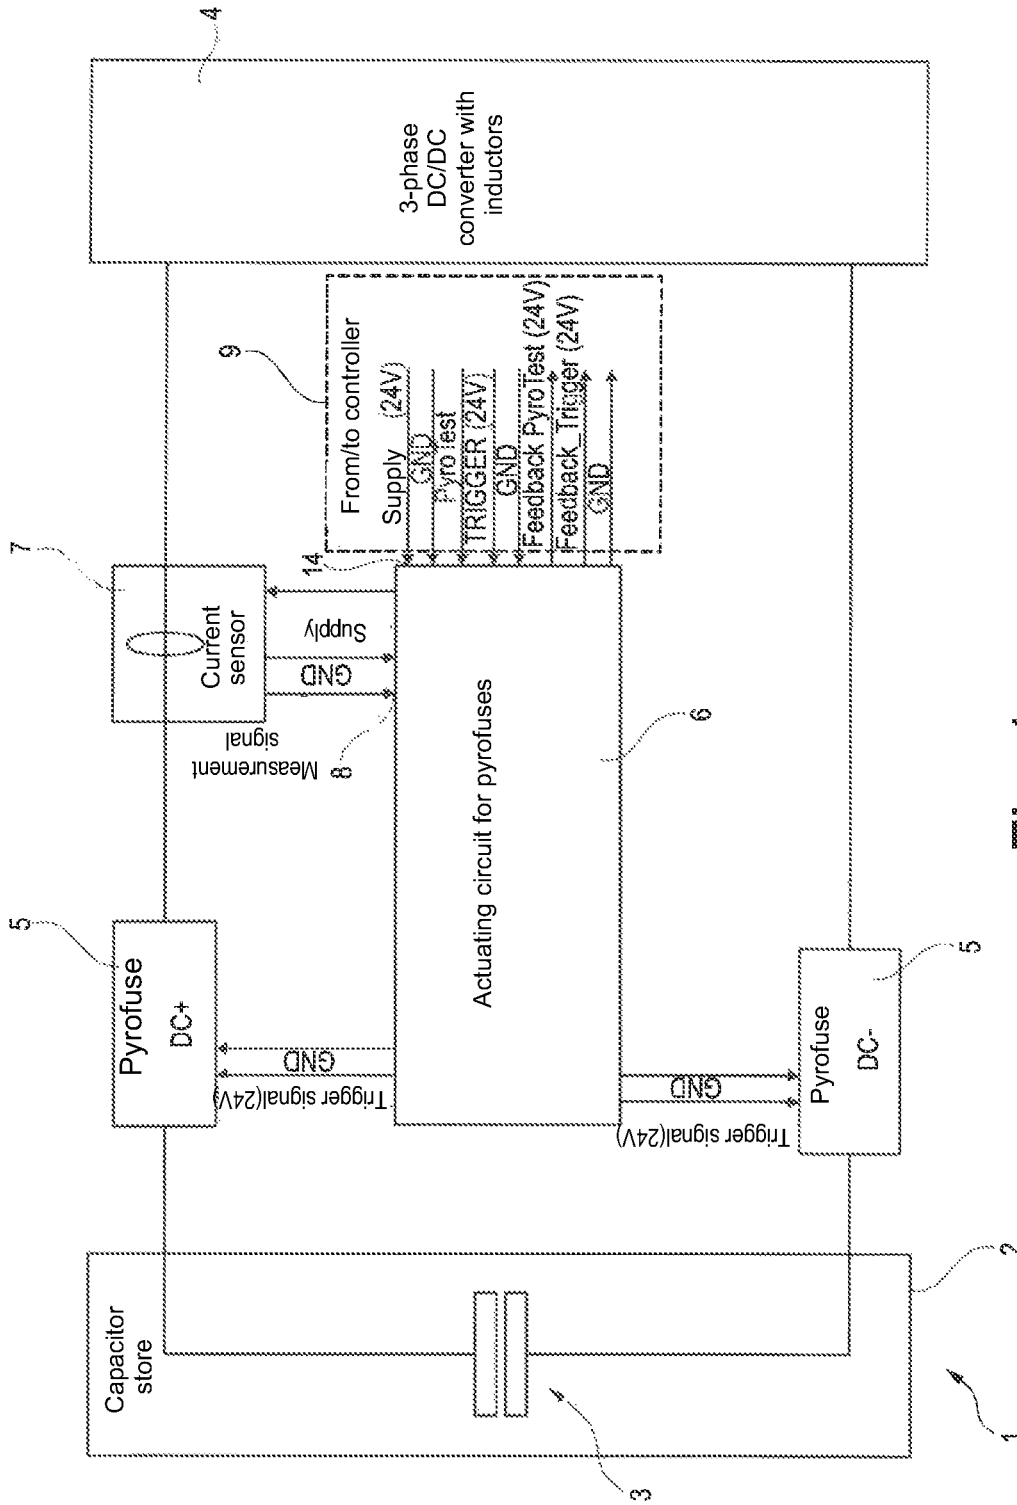 4
3-phase
DC/DC
converter with
inductors
9
From/to controller
Supply (24V)
GND
PyroTest
TRIGGER (24V)
GND
Feedback PyroTest (24V)
Feedback_Trigger (24V)
GND
7
Current
sensor
14
Supply
GND
Measurement
signal
8
Actuating circuit for pyrofuses
6
5
Pyrofuse
DC+
GND
Trigger signal(24V)
5
Pyrofuse
DC-
GND
Trigger signal(24V)
Capacitor
store
2
3
1